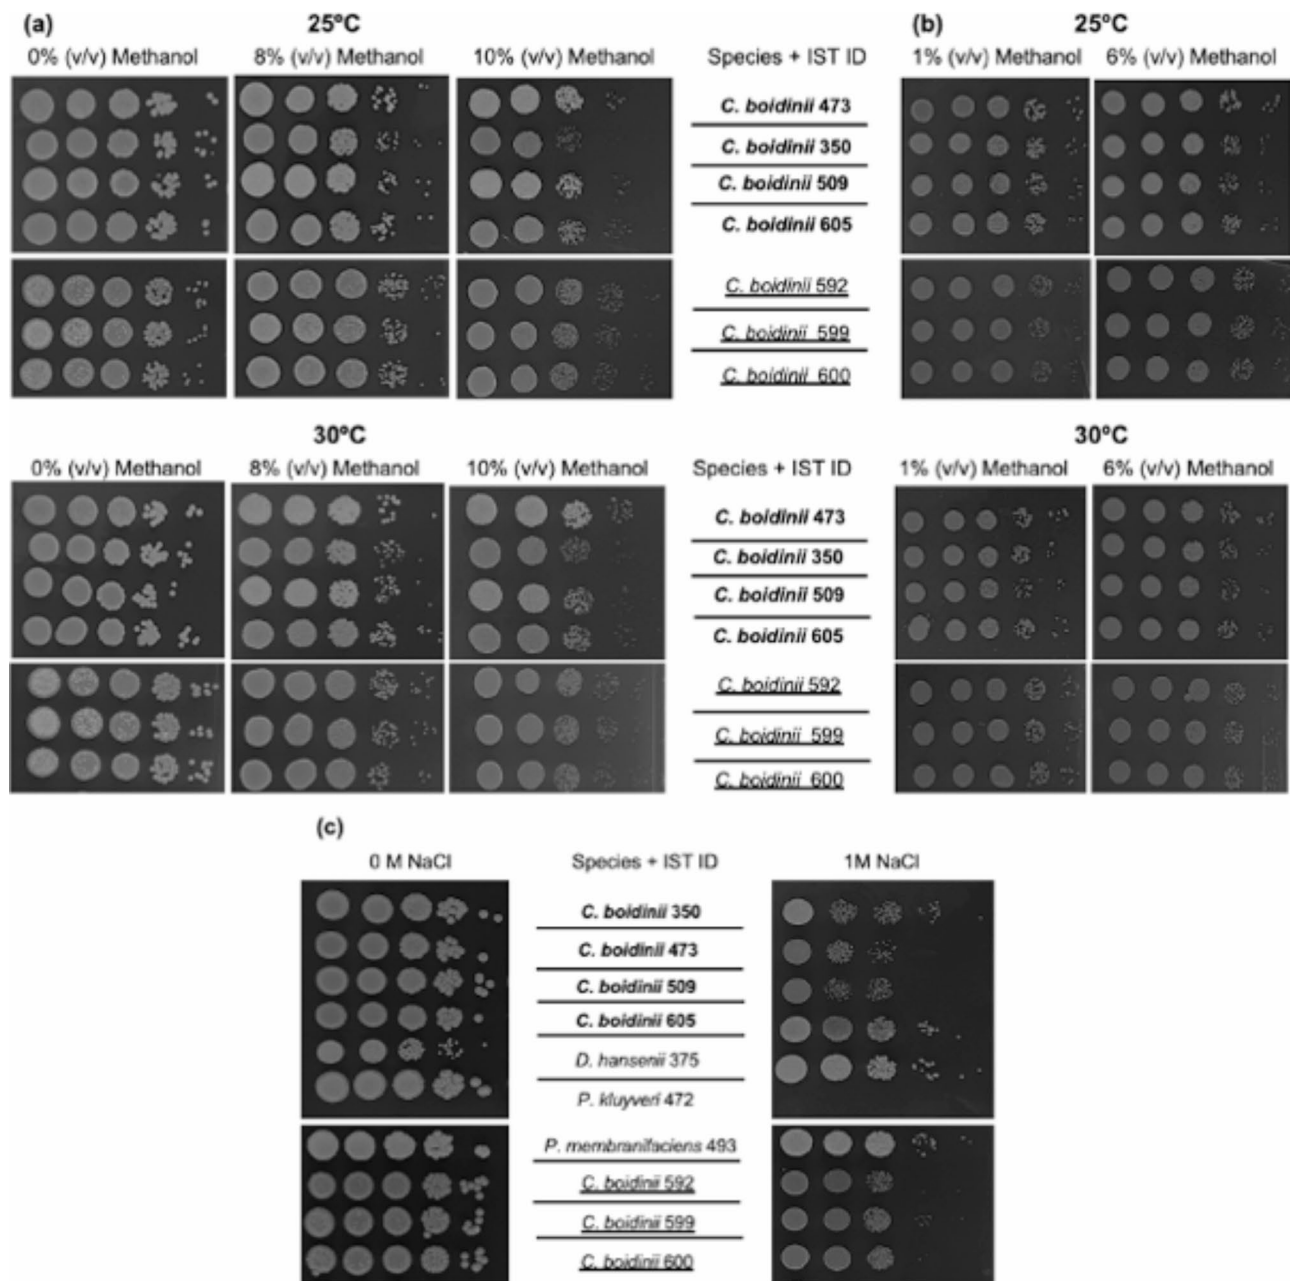 (a)
25°C
0% (v/v) Methanol
8% (v/v) Methanol
10% (v/v) Methanol
Species + IST ID
C. boidinii 473
C. boidinii 350
C. boidinii 509
C. boidinii 605
C. boidinii 592
C. boidinii 599
C. boidinii 600
(b)
25°C
1% (v/v) Methanol
6% (v/v) Methanol
30°C
0% (v/v) Methanol
8% (v/v) Methanol
10% (v/v) Methanol
Species + IST ID
C. boidinii 473
C. boidinii 350
C. boidinii 509
C. boidinii 605
C. boidinii 592
C. boidinii 599
C. boidinii 600
30°C
1% (v/v) Methanol
6% (v/v) Methanol
(c)
0 M NaCl
Species + IST ID
1M NaCl
C. boidinii 350
C. boidinii 473
C. boidinii 509
C. boidinii 605
D. hansenii 375
P. kluyveri 472
P. membranifaciens 493
C. boidinii 592
C. boidinii 599
C. boidinii 600